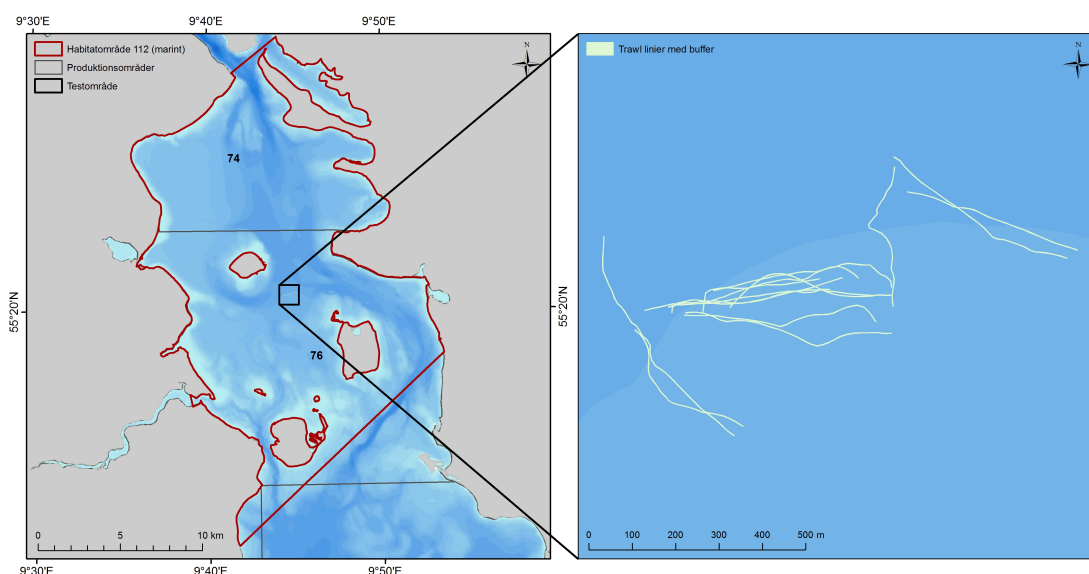 9°30'E 9°40'E 9°50'E
Habitatområde 112 (marint)
Produktionsområder
Testområde
N
74
55°20'N
76
0 5 10 km
9°30'E 9°40'E 9°50'E
Trawl linier med buffer
N
55°20'N
0 100 200 300 400 500 m